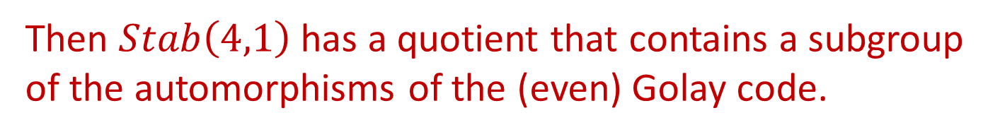 Then 𝑆𝑡𝑎𝑏(4,1) has a quotient that contains a subgroup
of the automorphisms of the (even) Golay code.